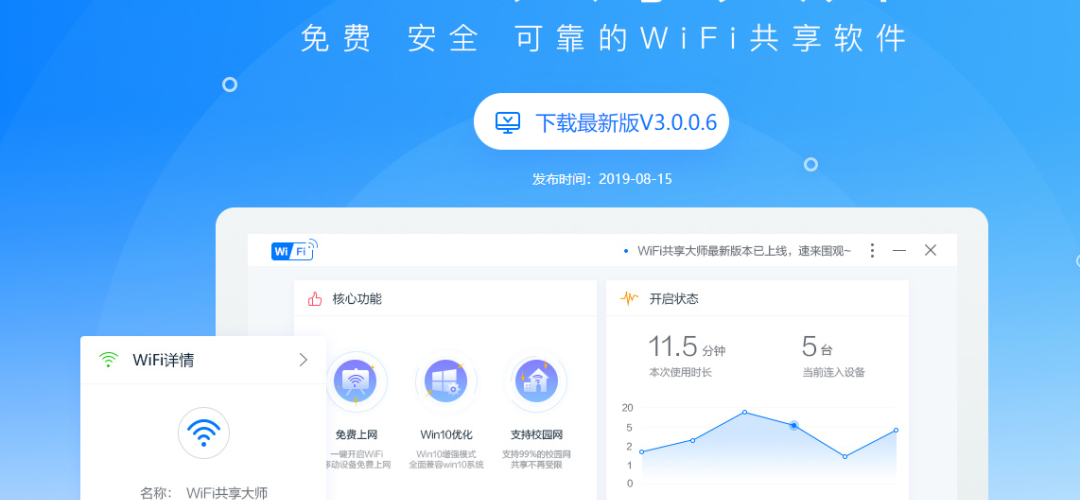 免费 安全 可靠的WiFi共享软件
下载最新版V3.0.0.6
发布时间：2019-08-15
WiFi
WiFi共享大师最新版本已上线，速来围观~
核心功能
开启状态
11.5 分钟
5 台
本次使用时长
当前连入设备
WiFi详情
免费上网
Win10优化
支持校园网
一键开启WiFi
移动设备免费上网
Win10增强模式
全面兼容win10系统
支持99%的校园网
共享不再受限
20
5
2
1
0
名称： WiFi共享大师